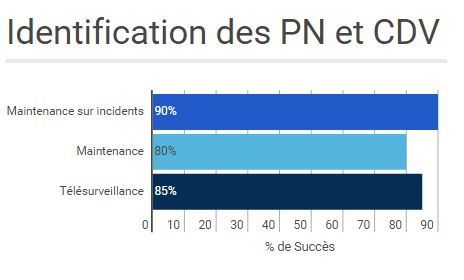 Identification des PN et CDV
Maintenance sur incidents 90%
Maintenance 80%
Télésurveillance 85%
0 10 20 30 40 50 60 70 80 90
% de Succès